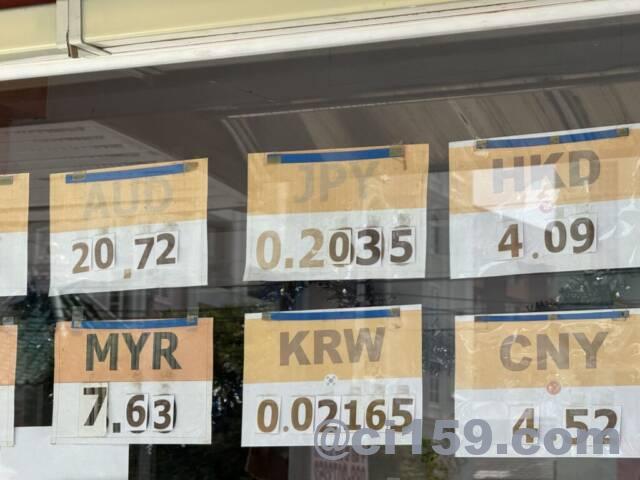 AUD
20.72
JPY
0.2035
HKD
4.09
MYR
7.63
KRW
0.02165
CNY
4.52
@ci159.com